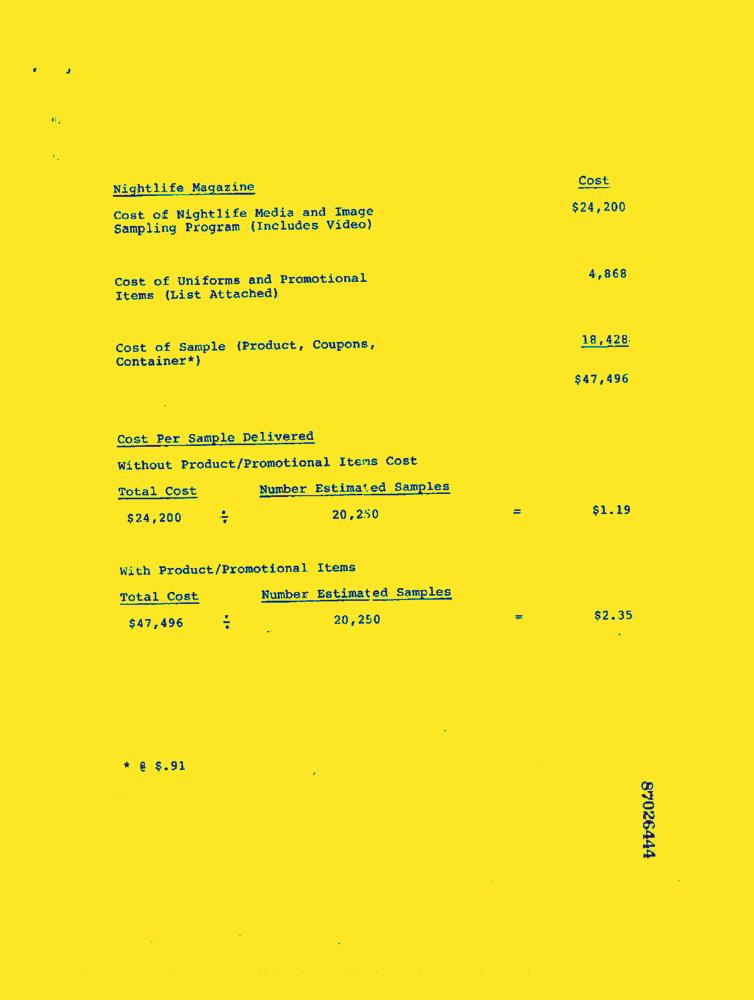 Nightlife Magazine Cost
Cost of Nightlife Media and Image $24,200
Sampling Program (Includes Video)
Cost of Uniforms and Promotional 4,868
Items (List Attached)
Cost of Sample (Product, Coupons, 18,428
Container*)
$47,496
Cost Per Sample Delivered
Without Product/Promotional Items Cost
Total Cost Number Estimated Samples
$24,200 ÷ 20,250 = $1.19
With Product/Promotional Items
Total Cost Number Estimated Samples
$47,496 ÷ 20,250 = $2.35
* @ $.91
87026444